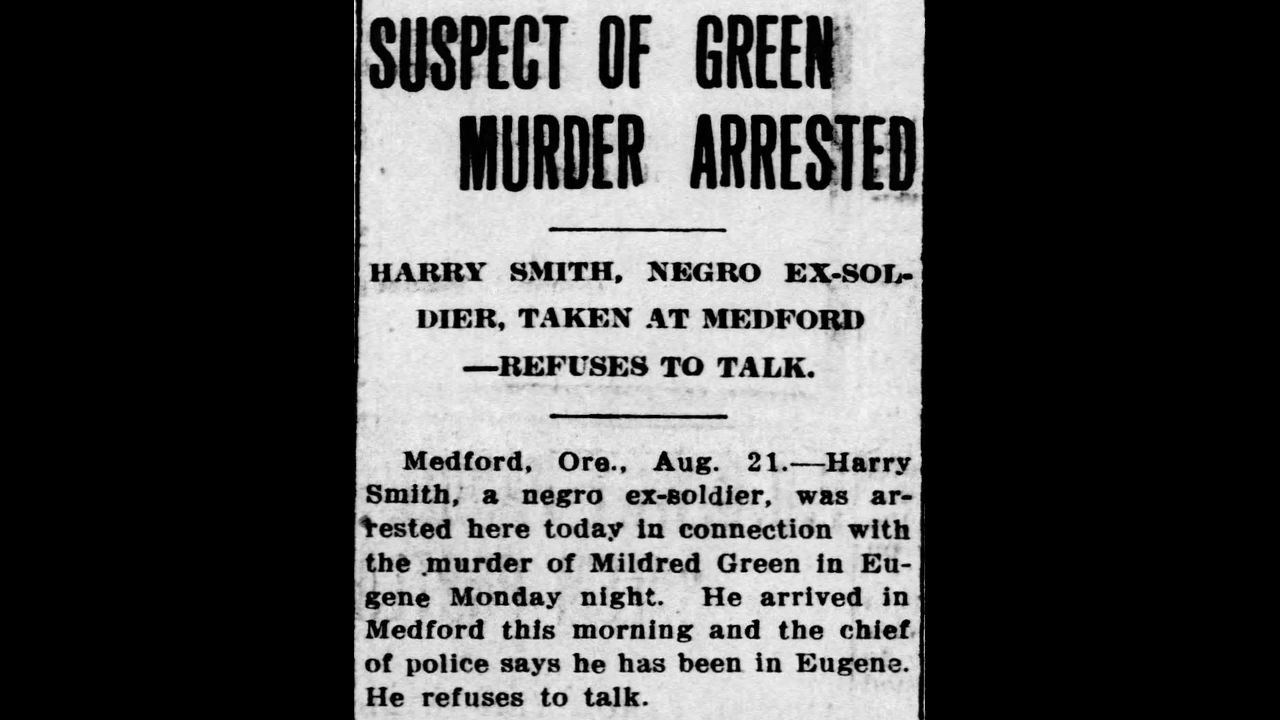 SUSPECT OF GREEN
MURDER ARRESTED
HARRY SMITH, NEGRO EX-SOL-
DIER, TAKEN AT MEDFORD
—REFUSES TO TALK.
Medford, Ore., Aug. 21.—Harry
Smith, a negro ex-soldier, was ar-
rested here today in connection with
the murder of Mildred Green in Eu-
gene Monday night. He arrived in
Medford this morning and the chief
of police says he has been in Eugene.
He refuses to talk.